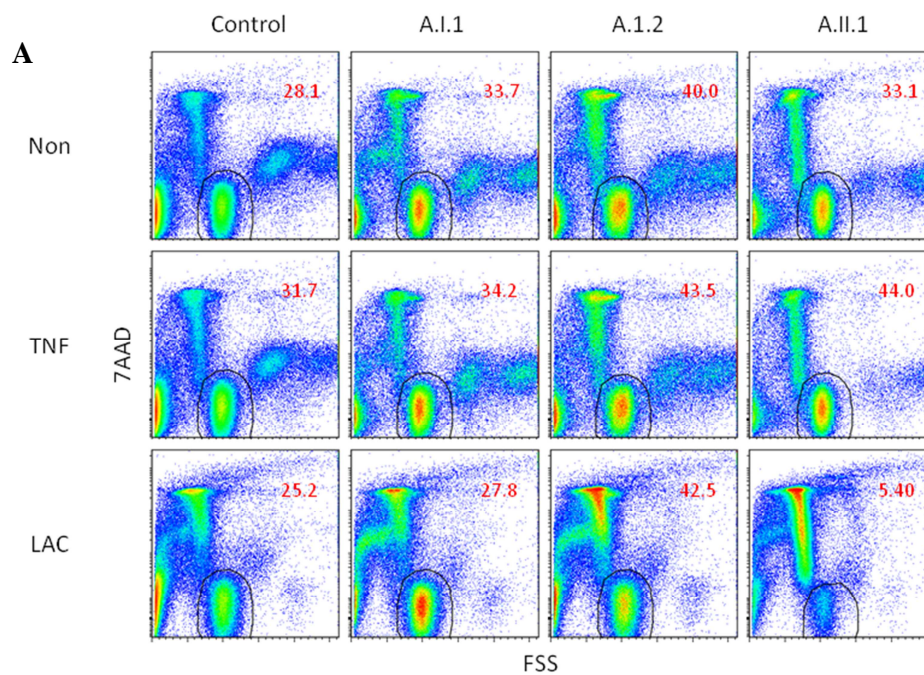 A
Control A.I.1 A.1.2 A.II.1
Non 28.1 33.7 40.0 33.1
TNF 31.7 34.2 43.5 44.0
7AAD
LAC 25.2 27.8 42.5 5.40
FSS